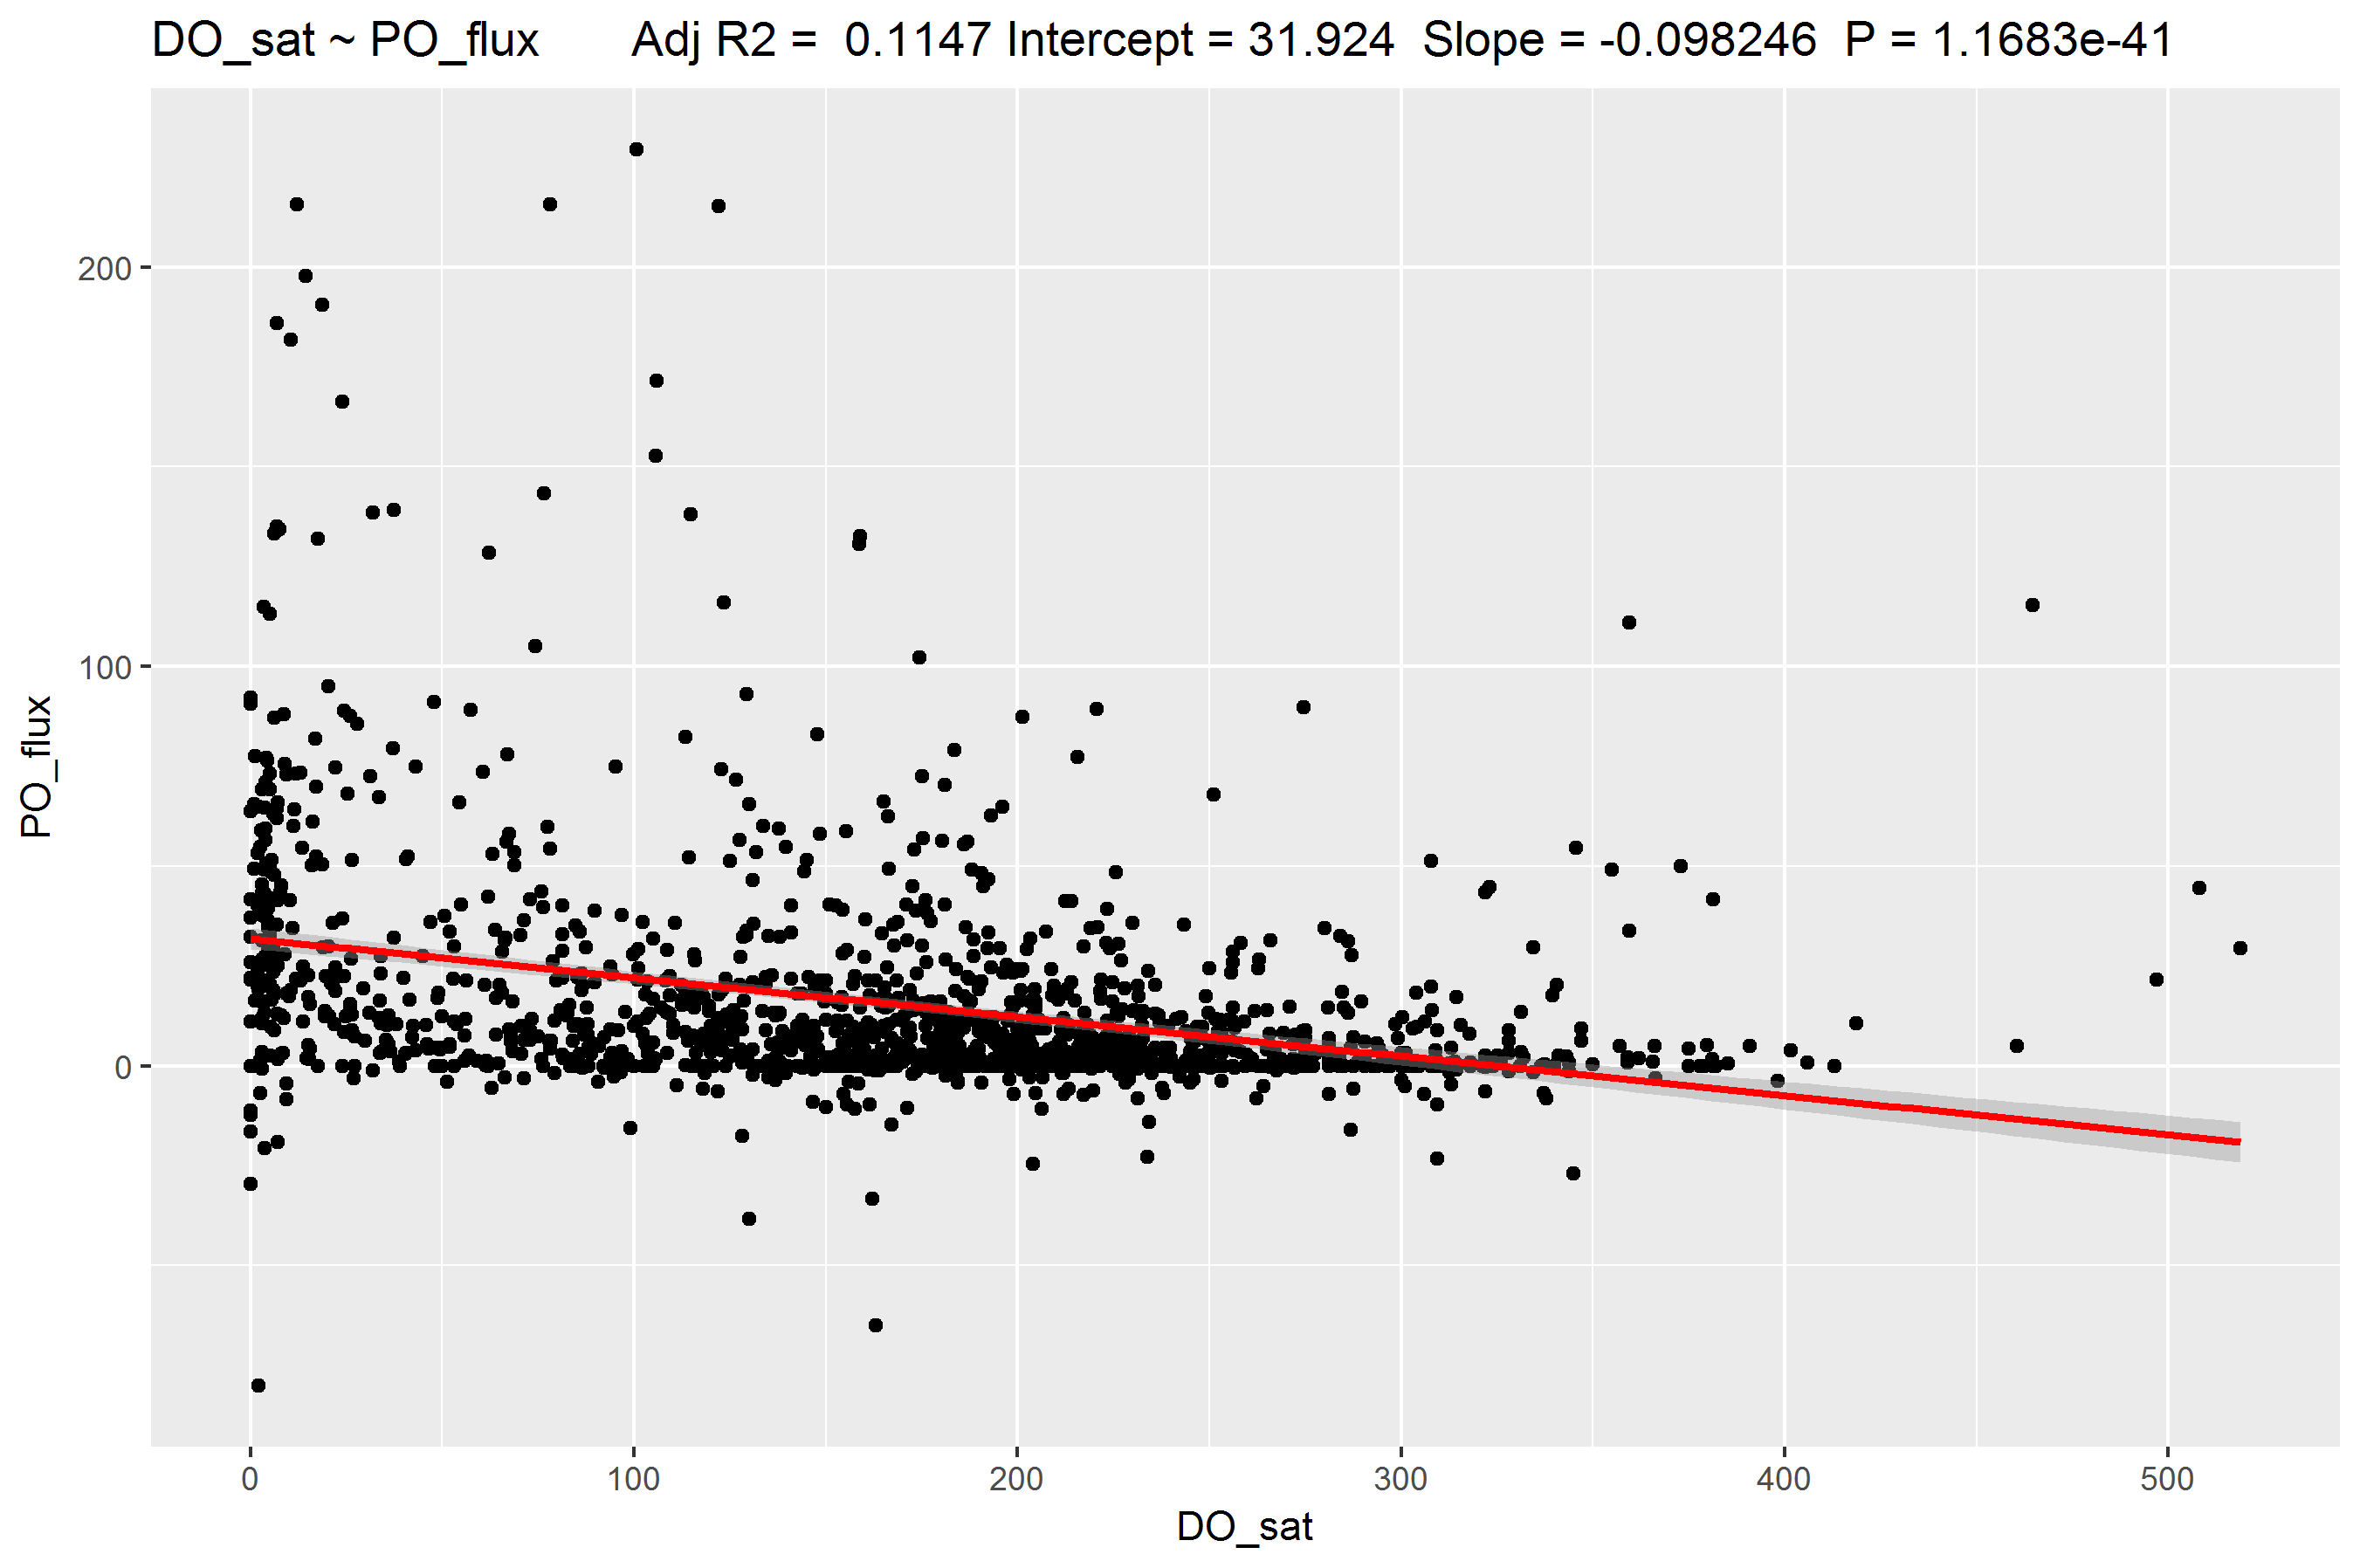 DO_sat ~ PO_flux Adj R2 = 0.1147 Intercept = 31.924 Slope = -0.098246 P = 1.1683e-41
200
100
0
PO_flux
0 100 200 300 400 500
DO_sat